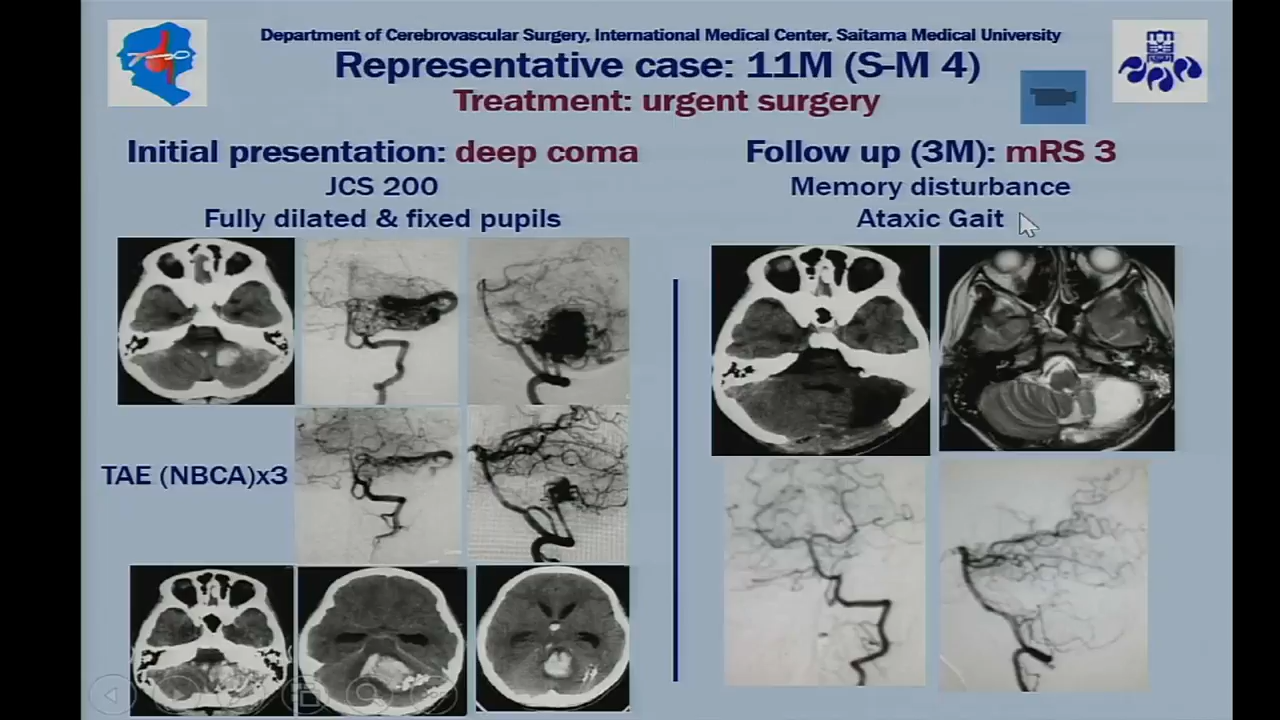 Department of Cerebrovascular Surgery, International Medical Center, Saitama Medical University
Representative case: 11M (S-M 4)
Treatment: urgent surgery
Initial presentation: deep coma
JCS 200
Fully dilated & fixed pupils
TAE (NBCA)x3
Follow up (3M): mRS 3
Memory disturbance
Ataxic Gait